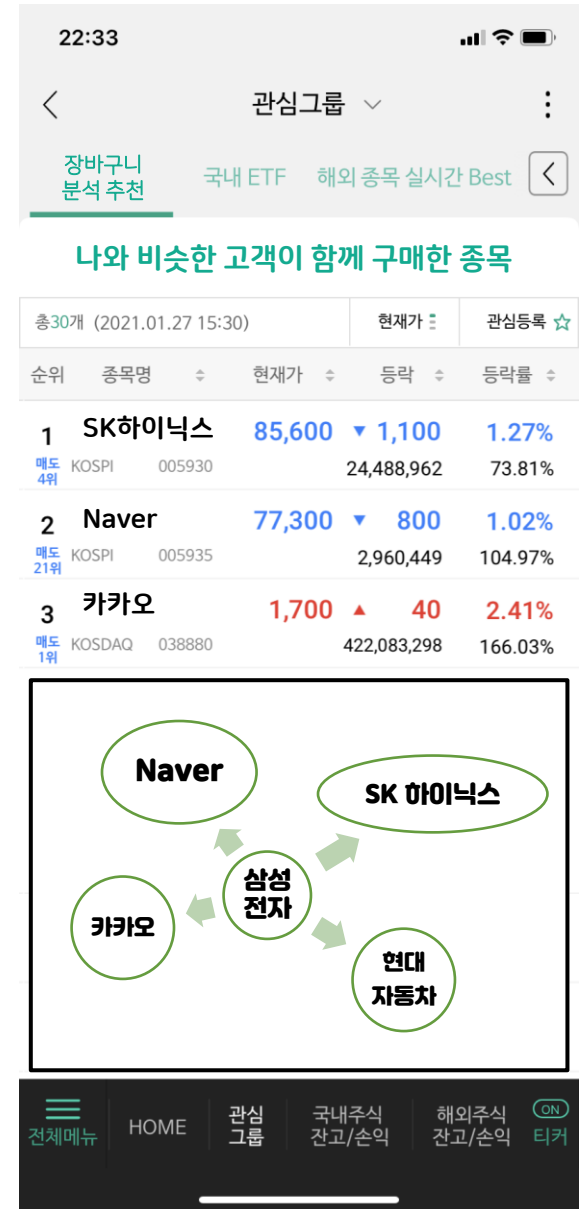 22:33
관심그룹
장바구니
분석 추천
국내 ETF
해외 종목 실시간 Best
나와 비슷한 고객이 함께 구매한 종목
총30개 (2021.01.27 15:30) 현재가 관심등록
순위 종목명 현재가 등락 등락률
1 SK하이닉스 85,600 ▼ 1,100 1.27%
매도 4위 KOSPI 005930 24,488,962 73.81%
2 Naver 77,300 ▼ 800 1.02%
매도 21위 KOSPI 005935 2,960,449 104.97%
3 카카오 1,700 ▲ 40 2.41%
매도 1위 KOSDAQ 038880 422,083,298 166.03%
Naver
SK 하이닉스
삼성
전자
카카오
현대
자동차
전체메뉴
HOME
관심
그룹
국내주식
잔고/손익
해외주식
잔고/손익
ON
티커